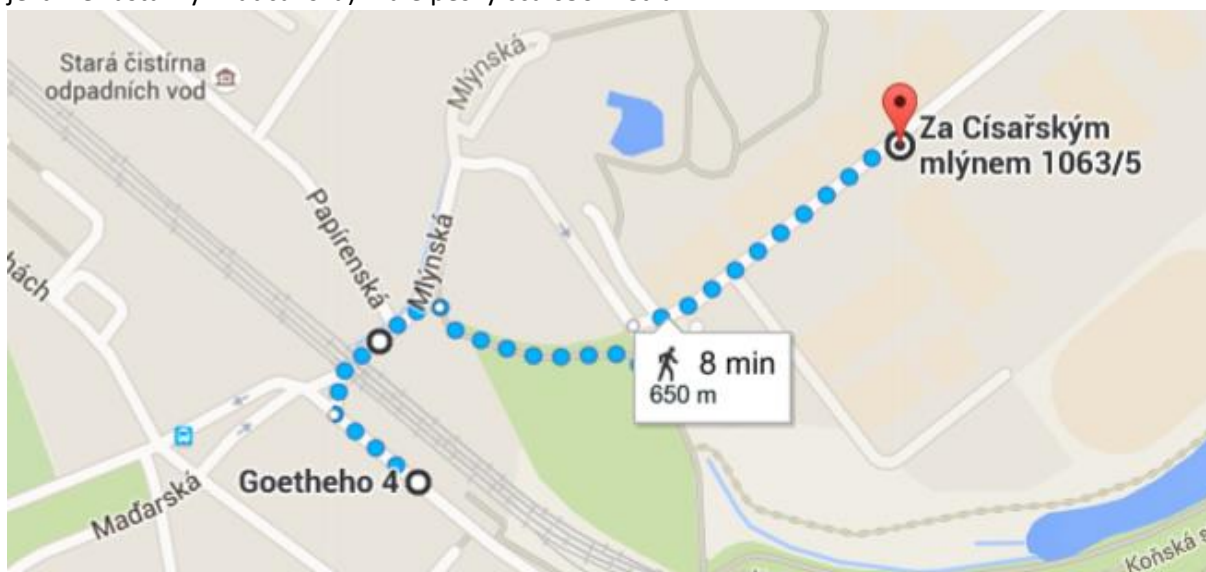 Stará čistírna
odpadních vod
Mlýnská
Za Císařským
mlýnem 1063/5
Papírenská
Mlýnská
8 min
650 m
Goetheho 4
Maďarská
Koňská